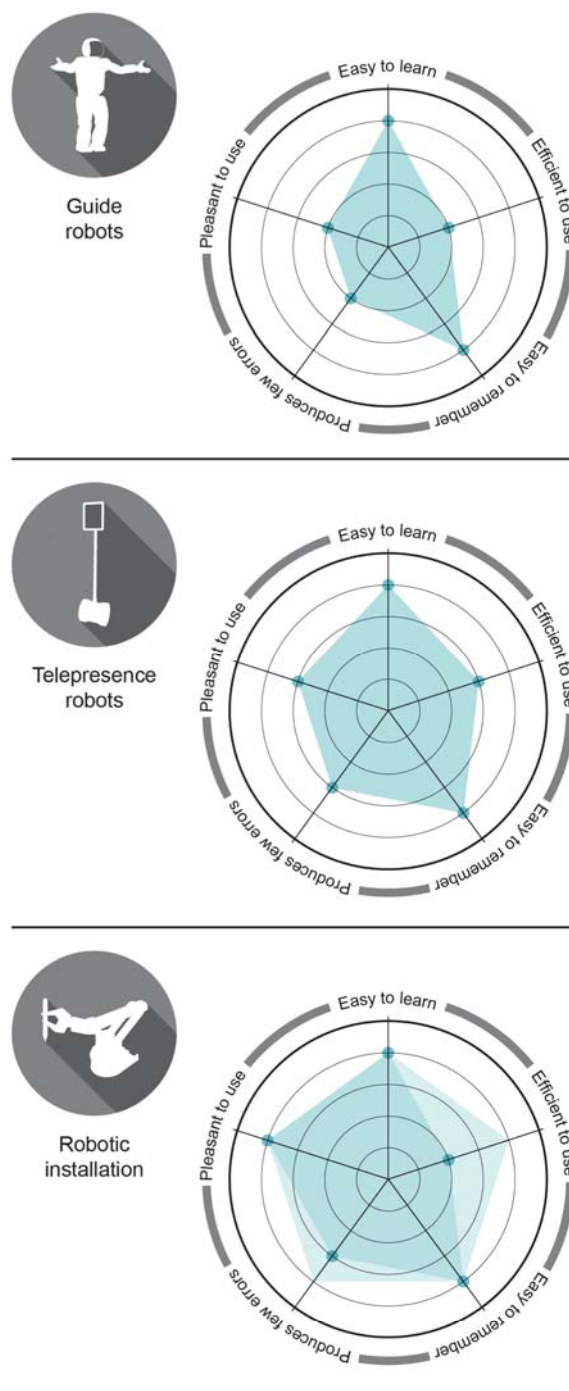 Guide
robots
Easy to learn
Efficient to use
Easy to remember
Produces few errors
Pleasant to use
Telepresence
robots
Easy to learn
Efficient to use
Easy to remember
Produces few errors
Pleasant to use
Robotic
installation
Easy to learn
Efficient to use
Easy to remember
Produces few errors
Pleasant to use